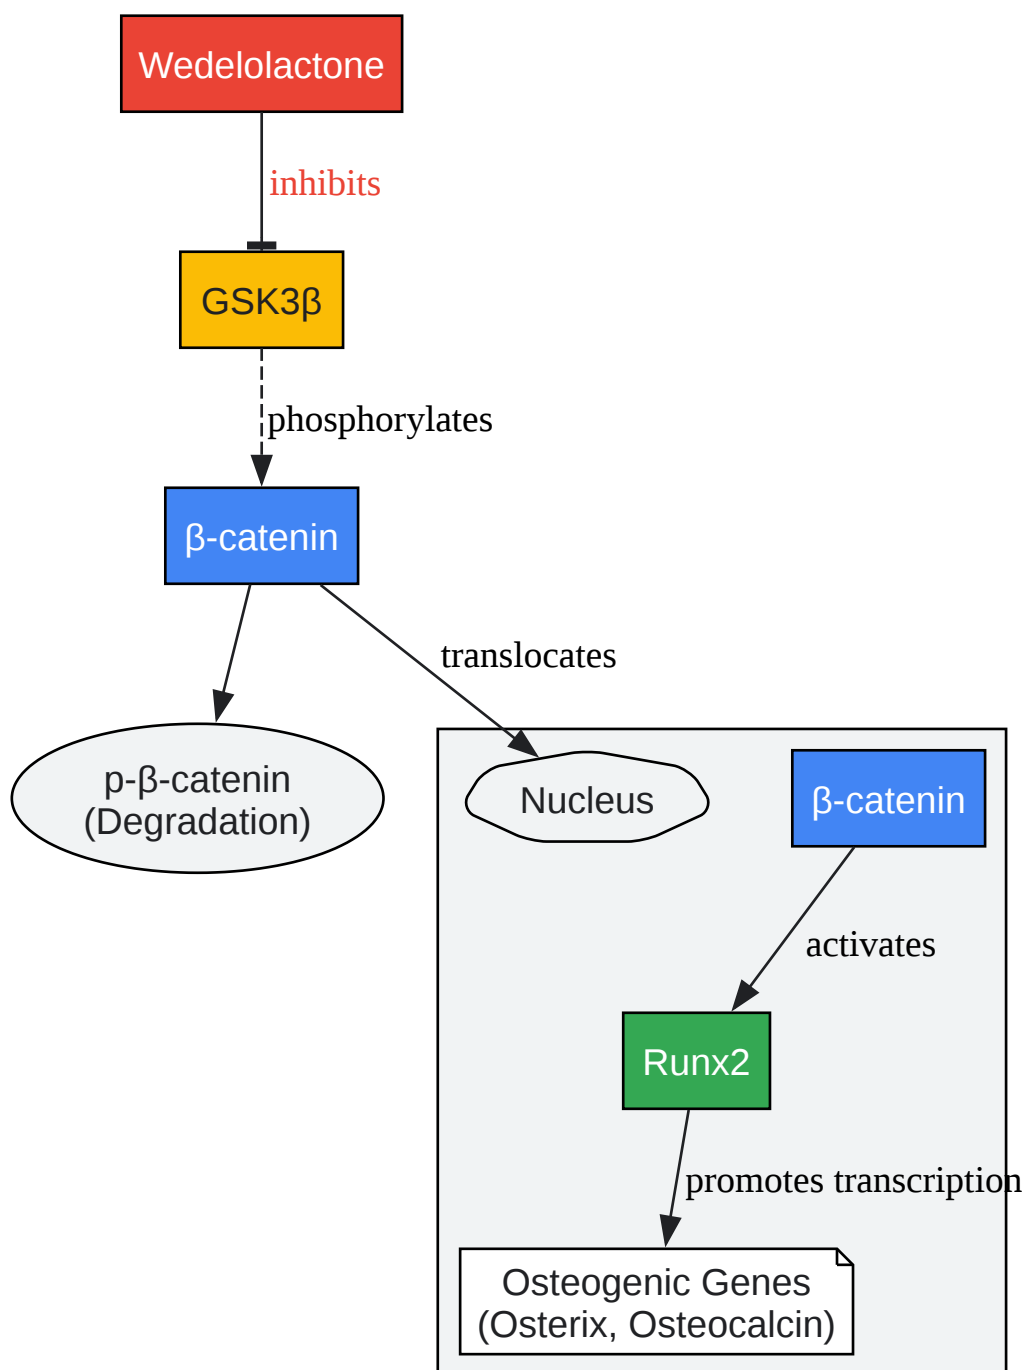 Wedelolactone
inhibits
GSK3β
phosphorylates
β-catenin
translocates
p-β-catenin
(Degradation)
Nucleus
β-catenin
activates
Runx2
promotes transcription
Osteogenic Genes
(Osterix, Osteocalcin)